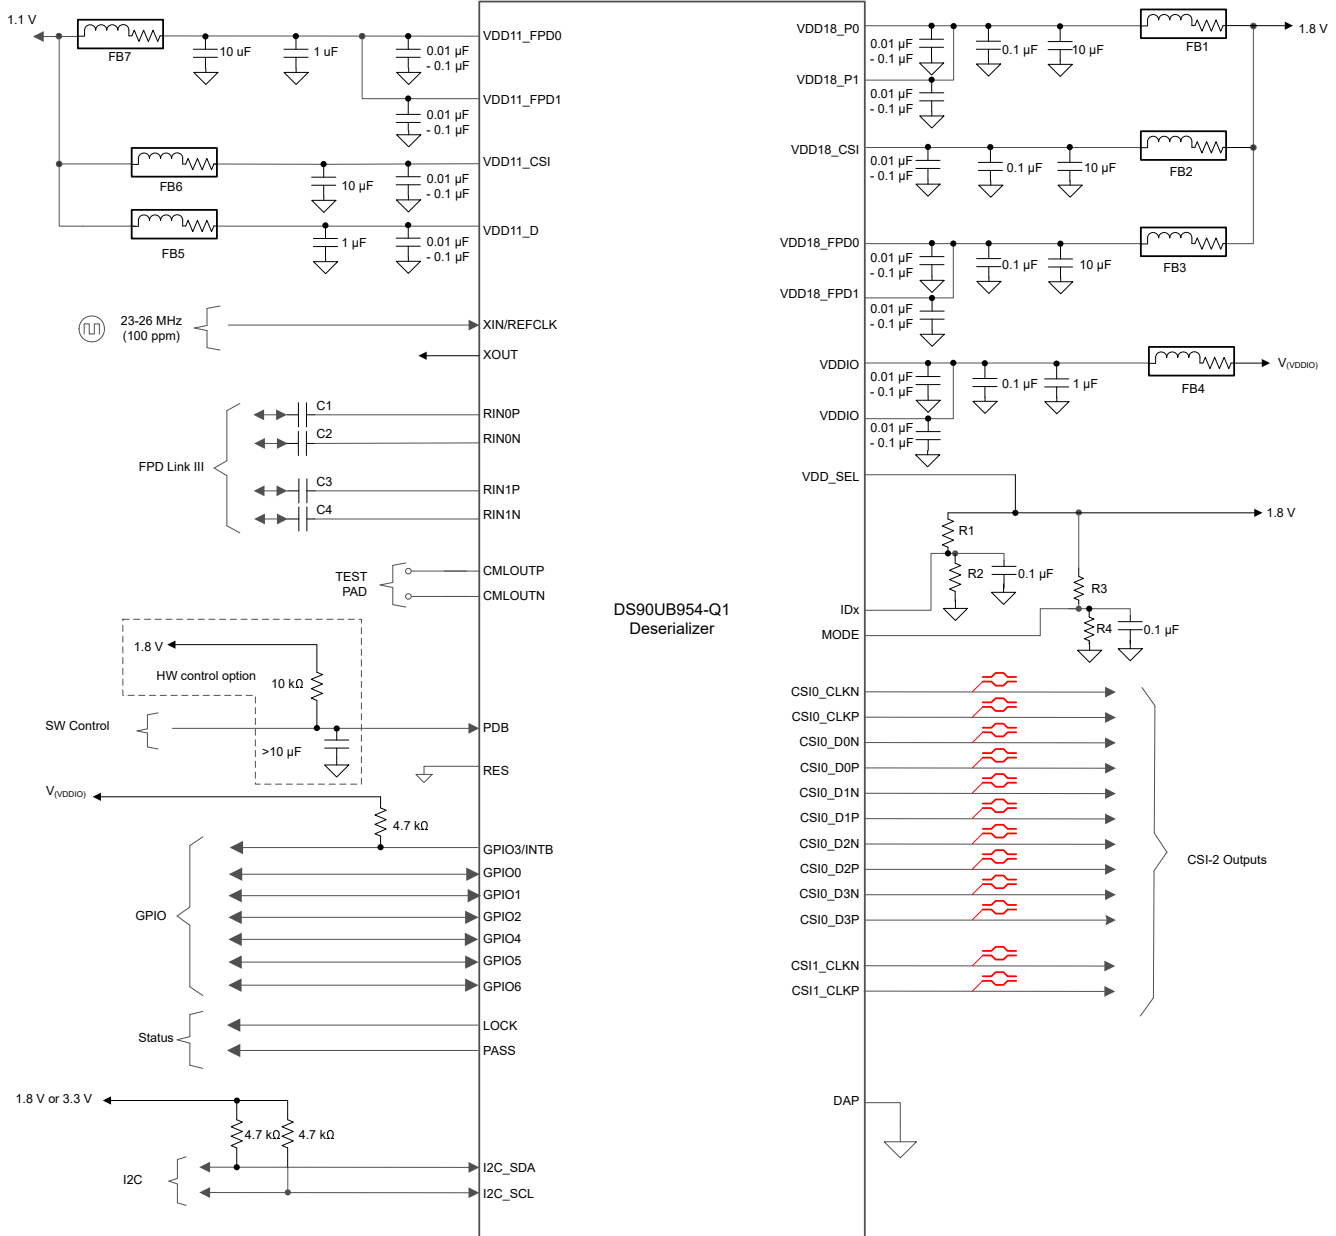 1.1 V
FB7
10 uF
1 uF
0.01 µF
- 0.1 µF
VDD11_FPD0
0.01 µF
- 0.1 µF
VDD11_FPD1
FB6
10 µF
0.01 µF
- 0.1 µF
VDD11_CSI
FB5
1 µF
0.01 µF
- 0.1 µF
VDD11_D
23-26 MHz
(100 ppm)
XIN/REFCLK
XOUT
FPD Link III
C1
RIN0P
C2
RIN0N
C3
RIN1P
C4
RIN1N
TEST
PAD
CMLOUTP
CMLOUTN
1.8 V
HW control option
10 kΩ
SW Control
>10 µF
PDB
RES
V(VDDIO)
4.7 kΩ
GPIO
GPIO3/INTB
GPIO0
GPIO1
GPIO2
GPIO4
GPIO5
GPIO6
Status
LOCK
PASS
1.8 V or 3.3 V
4.7 kΩ
4.7 kΩ
I2C
I2C_SDA
I2C_SCL
DS90UB954-Q1
Deserializer
VDD18_P0
0.01 µF
- 0.1 µF
0.1 µF
10 µF
FB1
1.8 V
VDD18_P1
0.01 µF
- 0.1 µF
VDD18_CSI
0.01 µF
- 0.1 µF
0.1 µF
10 µF
FB2
VDD18_FPD0
0.01 µF
- 0.1 µF
0.1 µF
10 µF
FB3
VDD18_FPD1
0.01 µF
- 0.1 µF
VDDIO
0.01 µF
- 0.1 µF
0.1 µF
1 µF
FB4
V(VDDIO)
VDDIO
0.01 µF
- 0.1 µF
VDD_SEL
1.8 V
R1
R2
0.1 µF
R3
IDx
MODE
R4
0.1 µF
CSI0_CLKN
CSI0_CLKP
CSI0_D0N
CSI0_D0P
CSI0_D1N
CSI0_D1P
CSI0_D2N
CSI0_D2P
CSI0_D3N
CSI0_D3P
CSI1_CLKN
CSI1_CLKP
CSI-2 Outputs
DAP